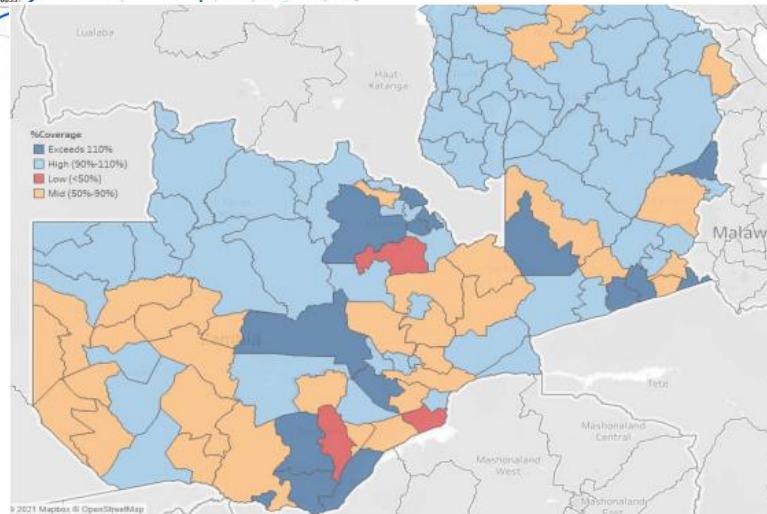 Lualaba
Haut-
Katanga
%Coverage
Exceeds 110%
High (90%-110%)
Low (<50%)
Mid (50%-90%)
Malaw
Tete
Mashonaland
Central
Mashonaland
West
Mashonaland
East
2021 Mapbox © OpenStreetMap